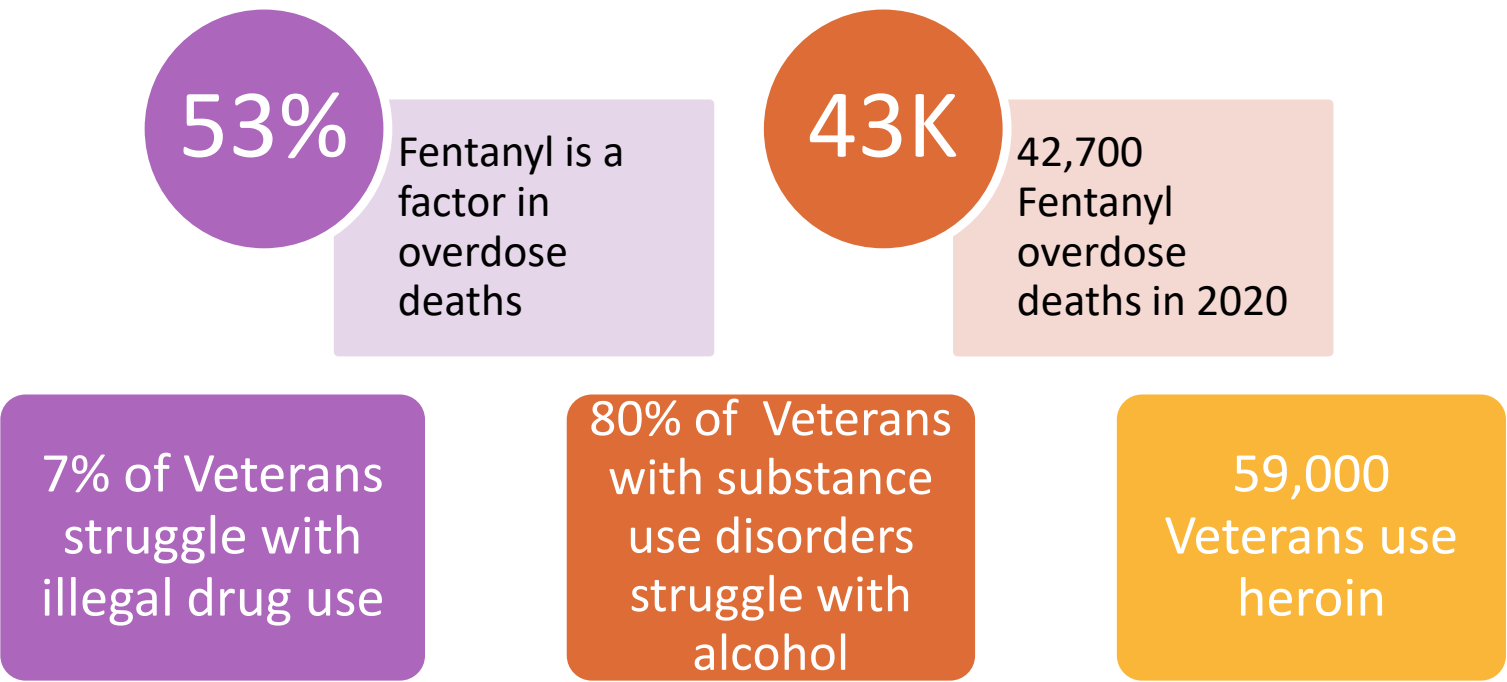 53%
Fentanyl is a
factor in
overdose
deaths
43K
42,700
Fentanyl
overdose
deaths in 2020
7% of Veterans
struggle with
illegal drug use
80% of  Veterans
with substance
use disorders
struggle with
alcohol
59,000
Veterans use
heroin